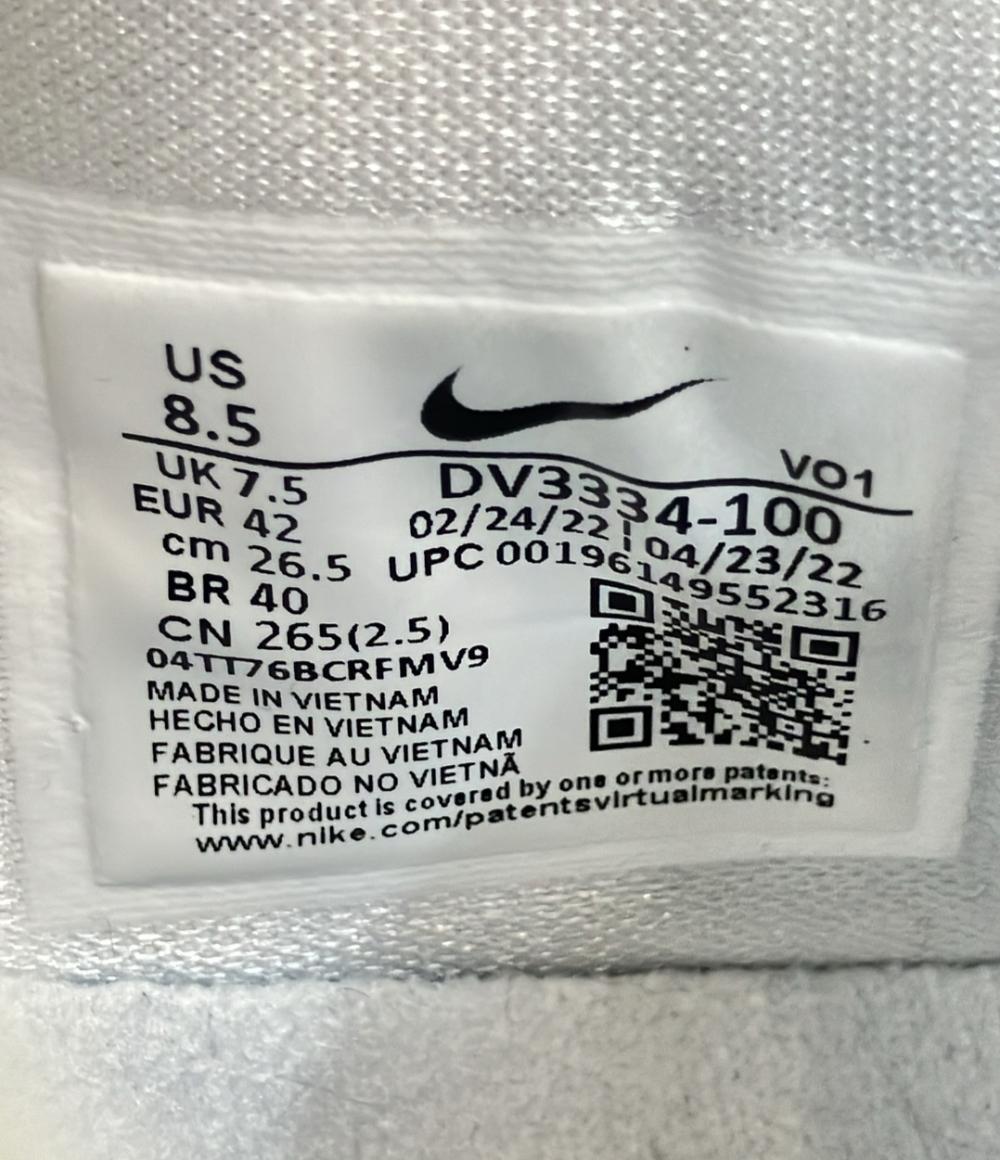 US
8.5
UK 7.5
EUR 42
cm 26.5
BR 40
CN 265(2.5)
VO1
DV3334-100
02/24/22 ¦ 04/23/22
UPC 00196149552316
04TT76BCRFMV9
MADE IN VIETNAM
HECHO EN VIETNAM
FABRIQUE AU VIETNAM
FABRICADO NO VIETNÃ
This product is covered by one or more patents:
www.nike.com/patentsvirtualmarking